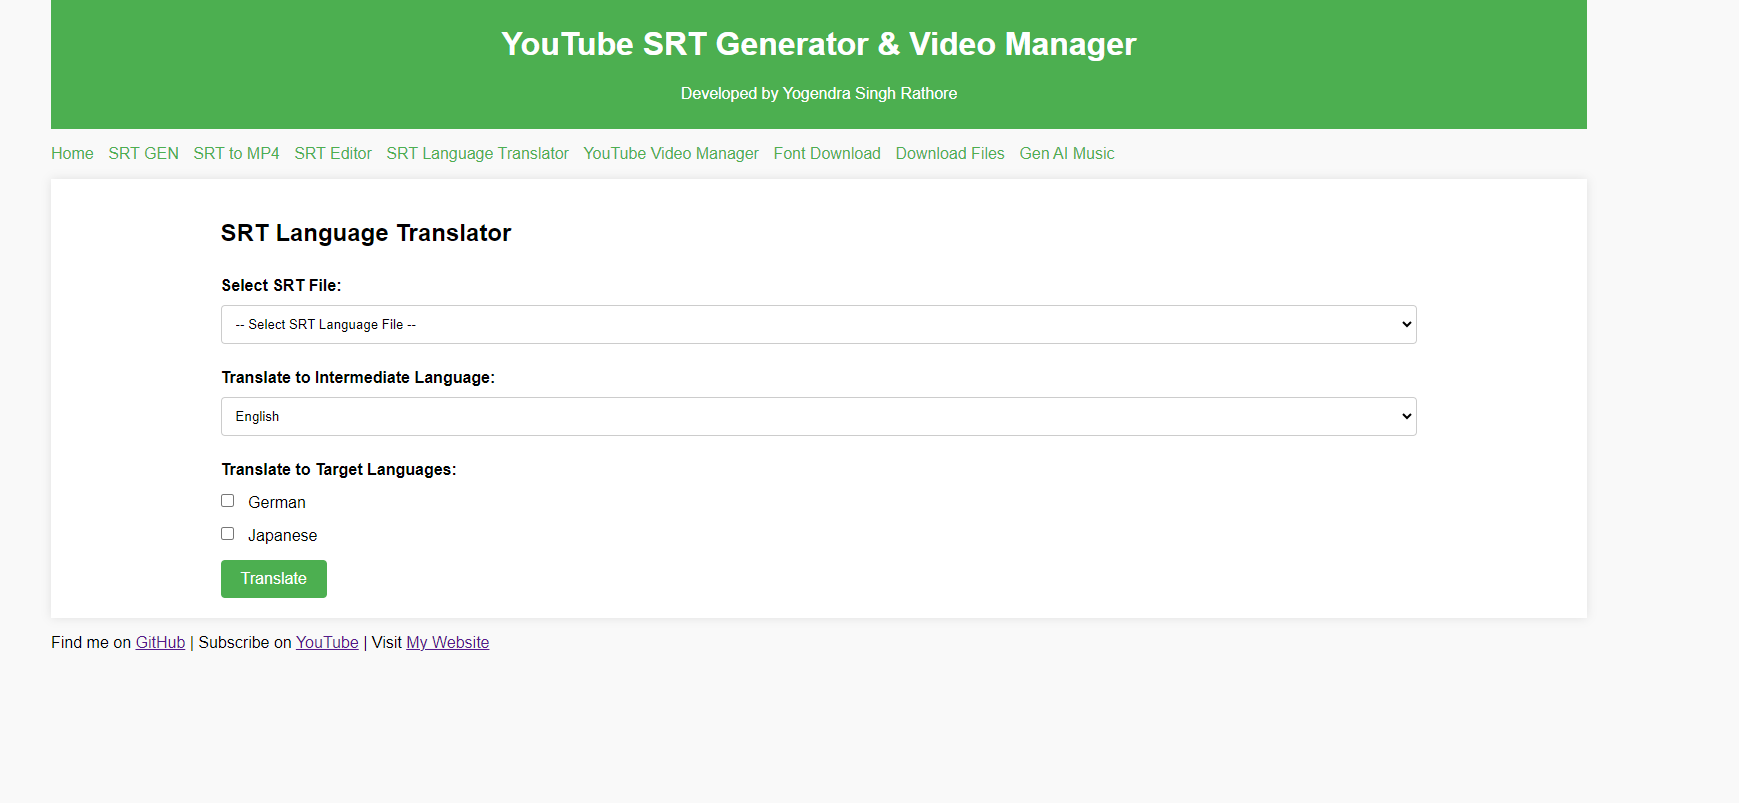 YouTube SRT Generator & Video Manager
Developed by Yogendra Singh Rathore
Home SRT GEN SRT to MP4 SRT Editor SRT Language Translator YouTube Video Manager Font Download Download Files Gen AI Music
SRT Language Translator
Select SRT File:
-- Select SRT Language File --
Translate to Intermediate Language:
English
Translate to Target Languages:
German
Japanese
Translate
Find me on GitHub | Subscribe on YouTube | Visit My Website